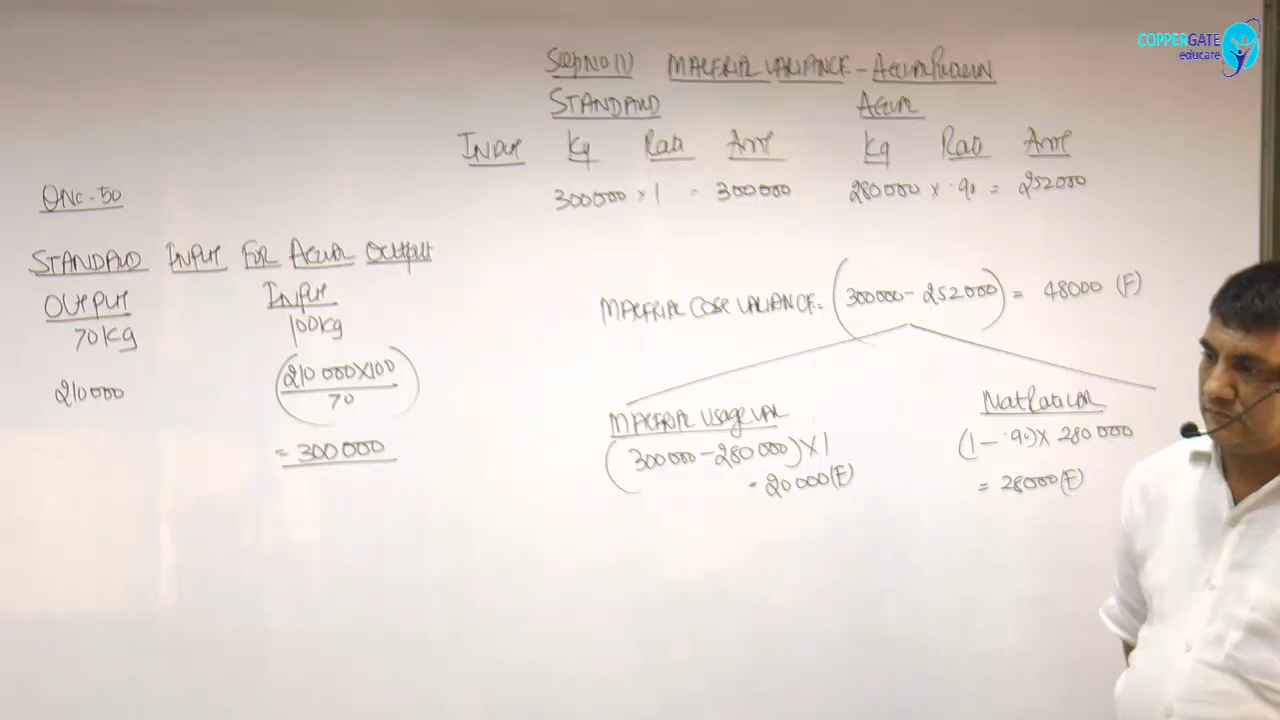 COPPERGATE
educare
Step No (1) MATERIAL VARIANCE -
STANDARD ACTUAL
INPUT Kg Rate Amt Kg Rate Amt
300000 × 1 = 300000 280000 × .90 = 252000
QNC - 50
STANDARD INPUT FOR ACTUAL OUTPUT
OUTPUT INPUT
70 kg 100 kg
210000 (210000 × 100 / 70)
= 300000
MATERIAL COST VARIANCE = (300000 - 252000) = 48000 (F)
MATERIAL USAGE VAR
(300000 - 280000) × 1
= 20000 (F)
Mat Rate VAR
(1 - .90) × 280000
= 28000 (F)